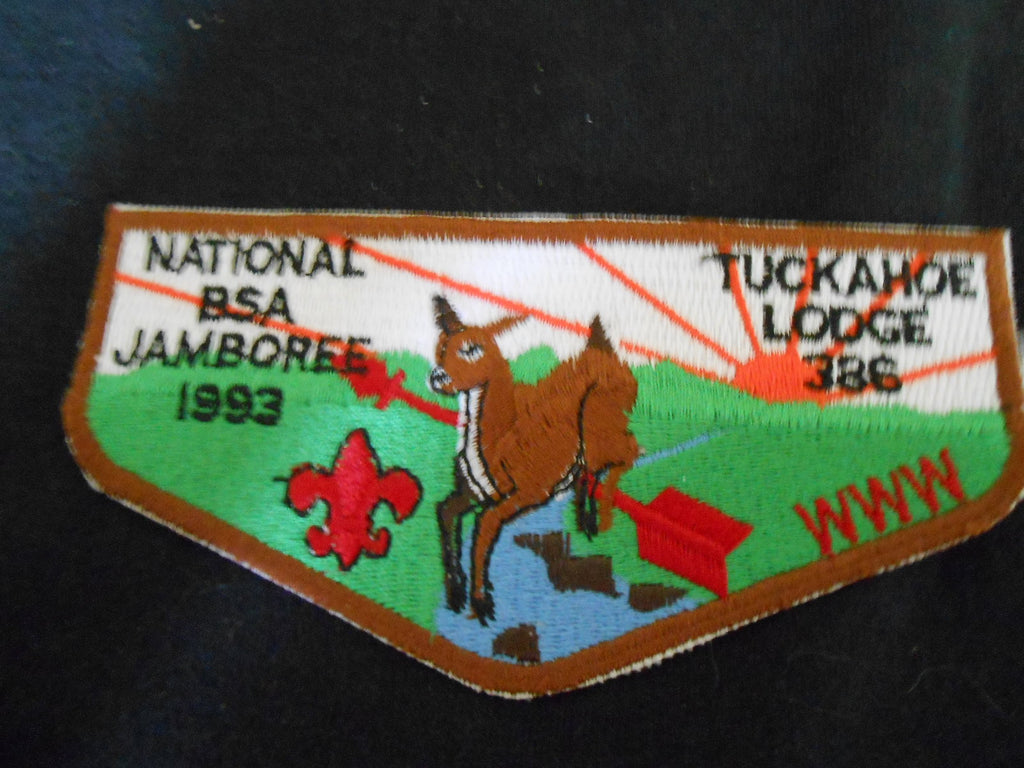 NATIONAL
BSA
JAMBOREE
1993
TUCKAHOE
LODGE
386
WWW